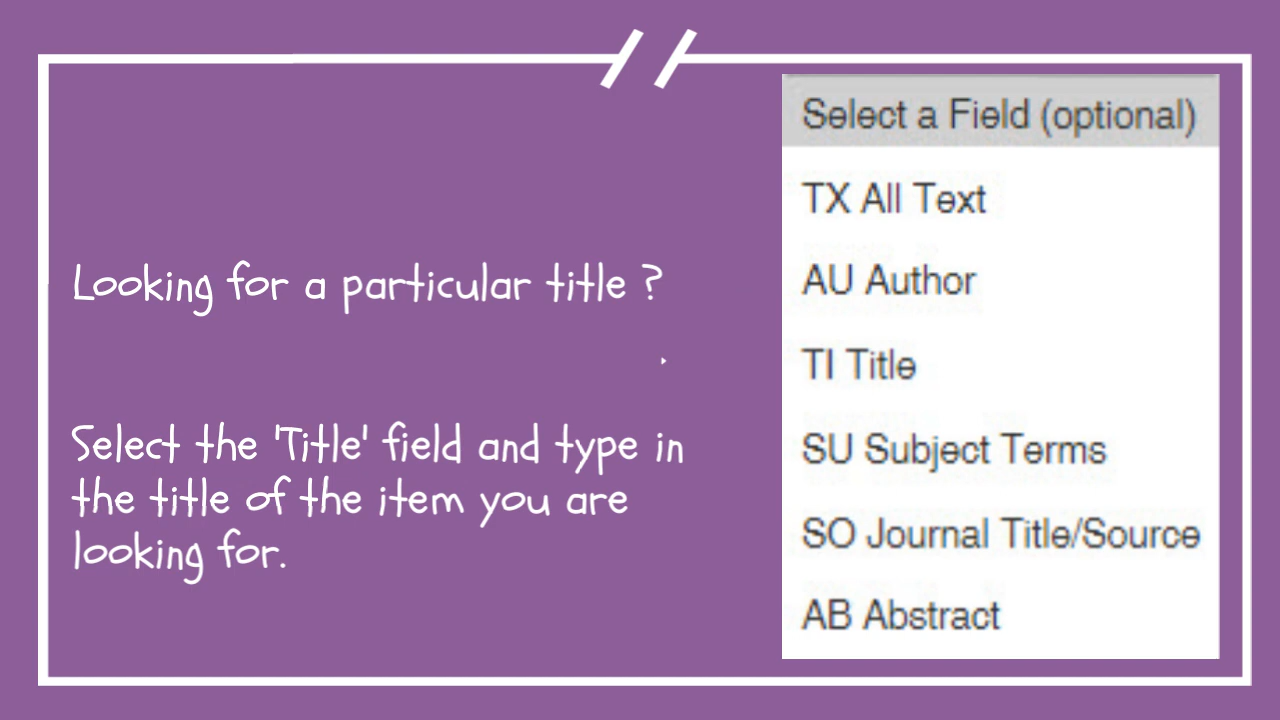 Looking for a particular title ?
Select the 'Title' field and type in
the title of the item you are
looking for.
Select a Field (optional)
TX All Text
AU Author
TI Title
SU Subject Terms
SO Journal Title/Source
AB Abstract